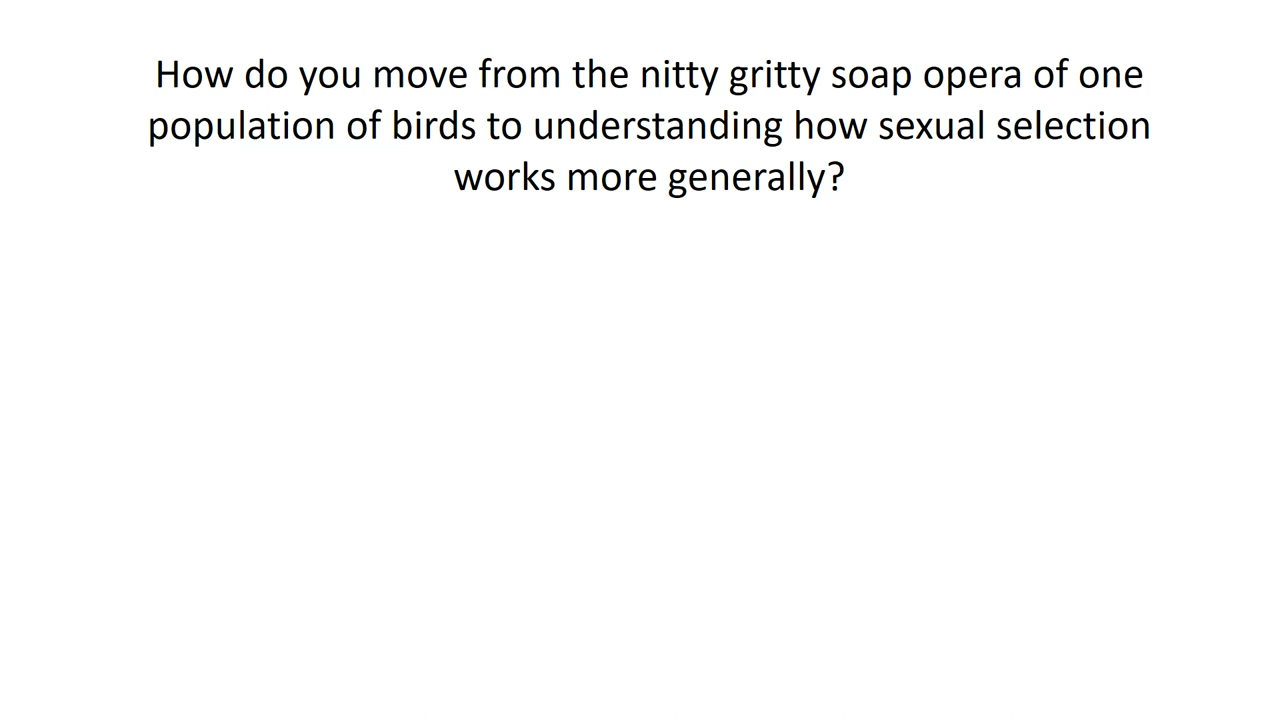 How do you move from the nitty gritty soap opera of one
population of birds to understanding how sexual selection
works more generally?